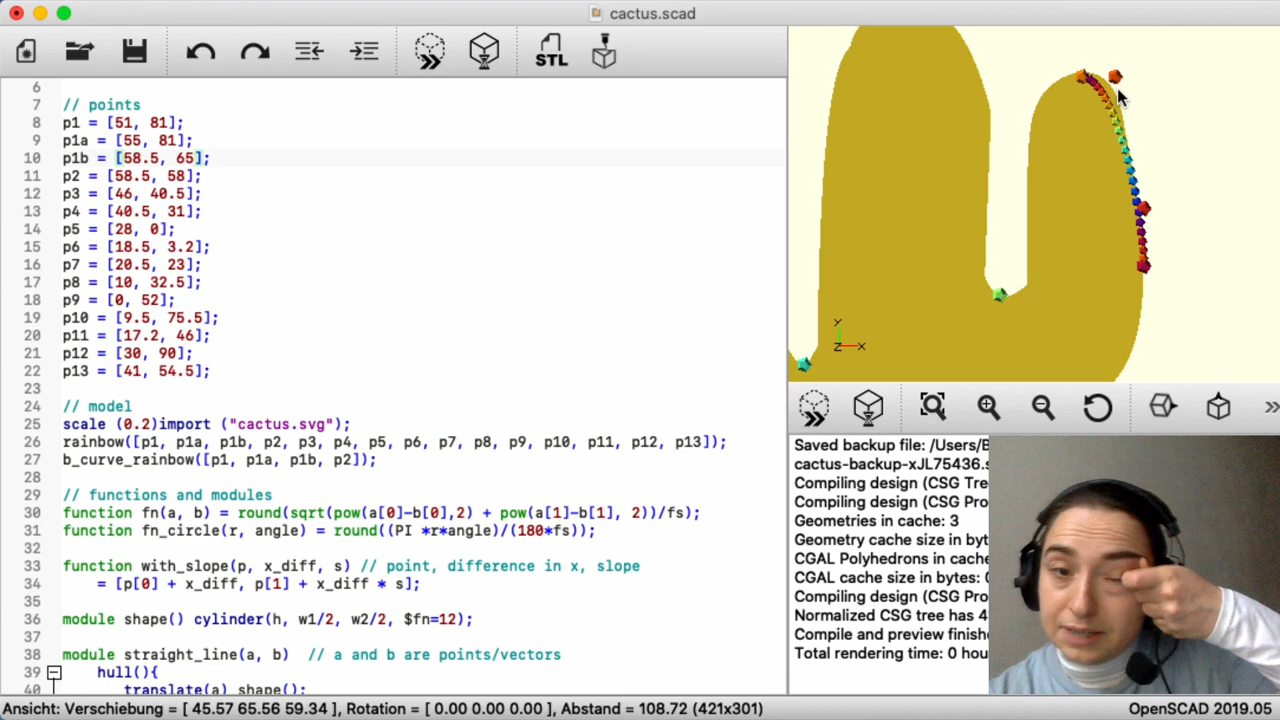 cactus.scad
STL
6
7 // points
8 p1 = [51, 81];
9 p1a = [55, 81];
10 p1b = [58.5, 65];
11 p2 = [58.5, 58];
12 p3 = [46, 40.5];
13 p4 = [40.5, 31];
14 p5 = [28, 0];
15 p6 = [18.5, 3.2];
16 p7 = [20.5, 23];
17 p8 = [10, 32.5];
18 p9 = [0, 52];
19 p10 = [9.5, 75.5];
20 p11 = [17.2, 46];
21 p12 = [30, 90];
22 p13 = [41, 54.5];
23
24 // model
25 scale (0.2)import ("cactus.svg");
26 rainbow([p1, p1a, p1b, p2, p3, p4, p5, p6, p7, p8, p9, p10, p11, p12, p13]);
27 b_curve_rainbow([p1, p1a, p1b, p2]);
28
29 // functions and modules
30 function fn(a, b) = round(sqrt(pow(a[0]-b[0],2) + pow(a[1]-b[1], 2))/fs);
31 function fn_circle(r, angle) = round((PI *r*angle)/(180*fs));
32
33 function with_slope(p, x_diff, s) // point, difference in x, slope
34 = [p[0] + x_diff, p[1] + x_diff * s];
35
36 module shape() cylinder(h, w1/2, w2/2, $fn=12);
37
38 module straight_line(a, b) // a and b are points/vectors
39 hull(){
40 translate(a) shape();
Y
Z X
Saved backup file: /Users/B
cactus-backup-xJL75436.s
Compiling design (CSG Tre
Compiling design (CSG Pro
Geometries in cache: 3
Geometry cache size in byt
CGAL Polyhedrons in cache
CGAL cache size in bytes: 0
Compiling design (CSG Pro
Normalized CSG tree has 4
Compile and preview finishe
Total rendering time: 0 hou
Ansicht: Verschiebung = [ 45.57 65.56 59.34 ], Rotation = [ 0.00 0.00 0.00 ], Abstand = 108.72 (421x301)
OpenSCAD 2019.05